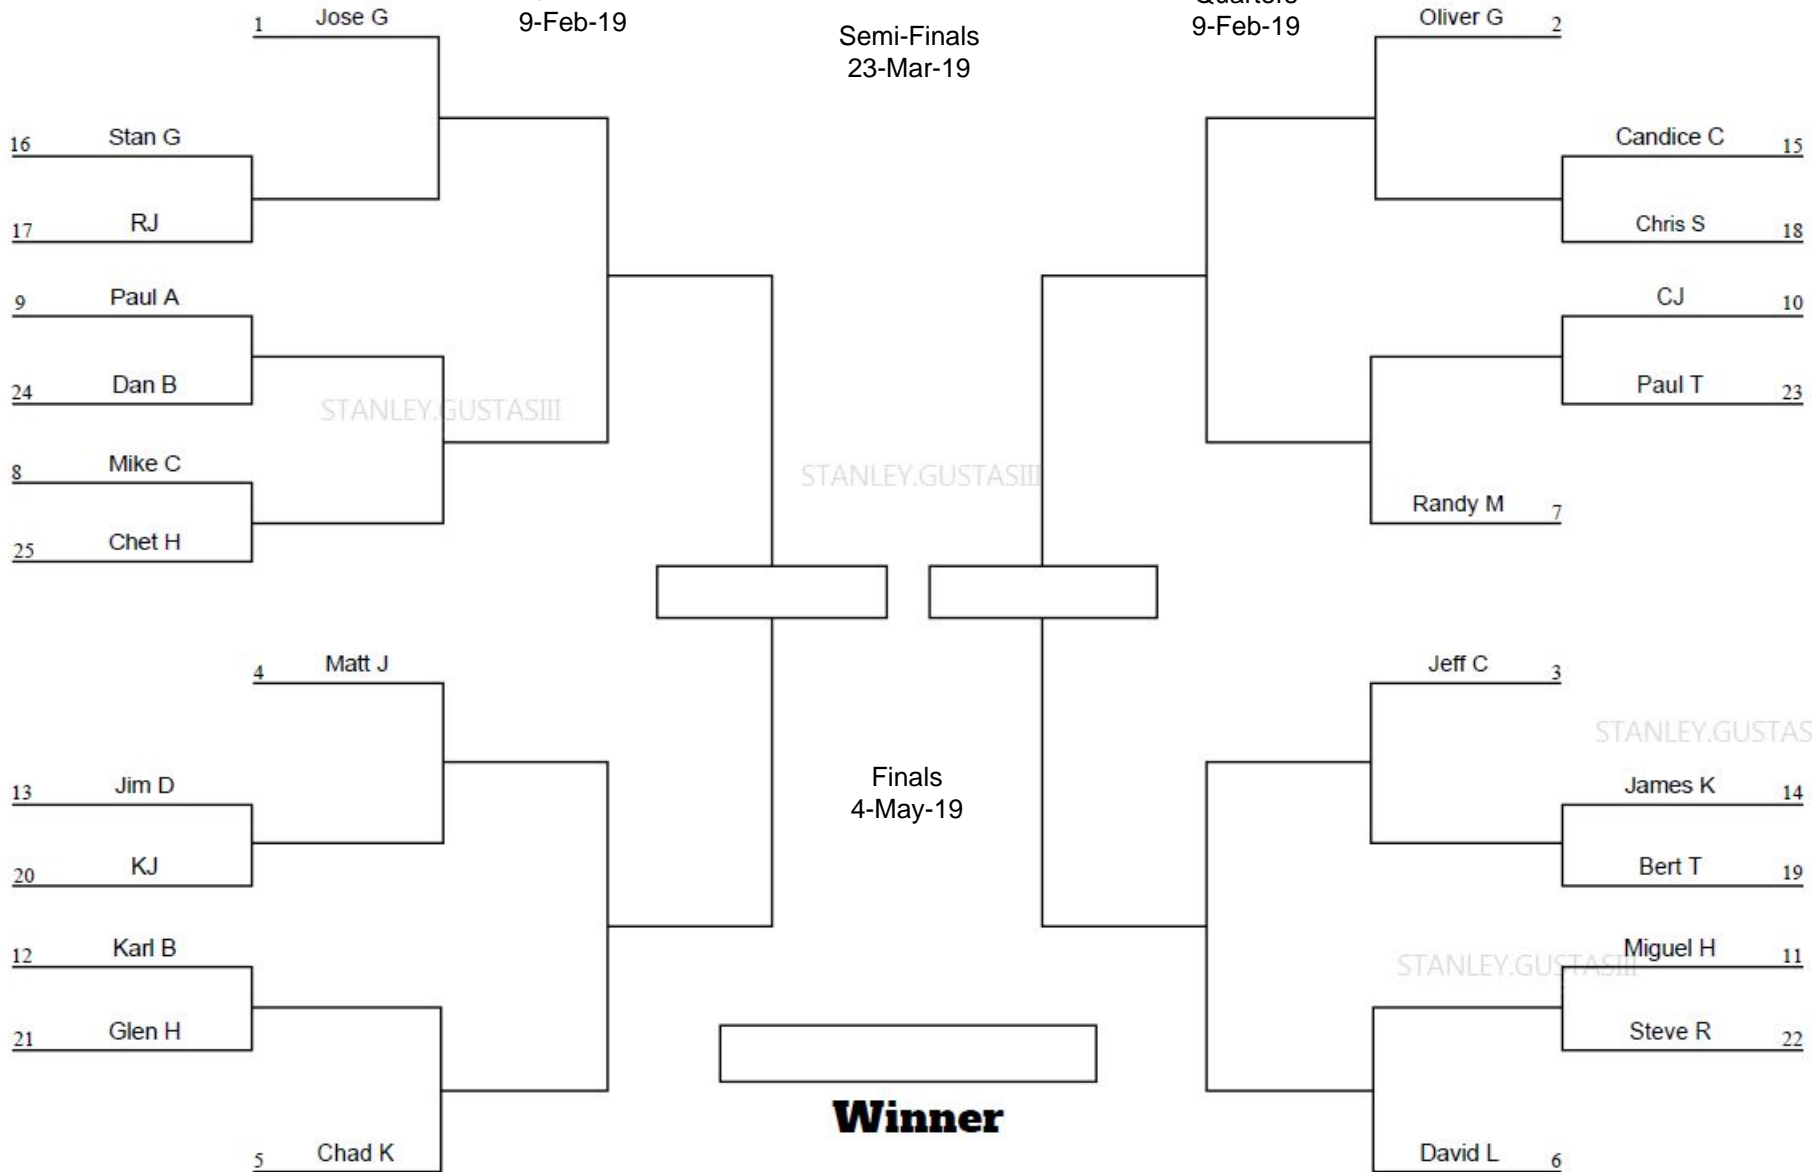 9-Feb-19
Semi-Finals
23-Mar-19
Quarters
9-Feb-19
1 Jose G
16 Stan G
17 RJ
9 Paul A
24 Dan B
8 Mike C
25 Chet H
4 Matt J
13 Jim D
20 KJ
12 Karl B
21 Glen H
5 Chad K
STANLEY.GUSTASIII
STANLEY.GUSTASIII
Finals
4-May-19
Winner
Oliver G 2
Candice C 15
Chris S 18
CJ 10
Paul T 23
Randy M 7
Jeff C 3
STANLEY.GUSTAS
James K 14
Bert T 19
Miguel H 11
STANLEY.GUSTASIII
Steve R 22
David L 6